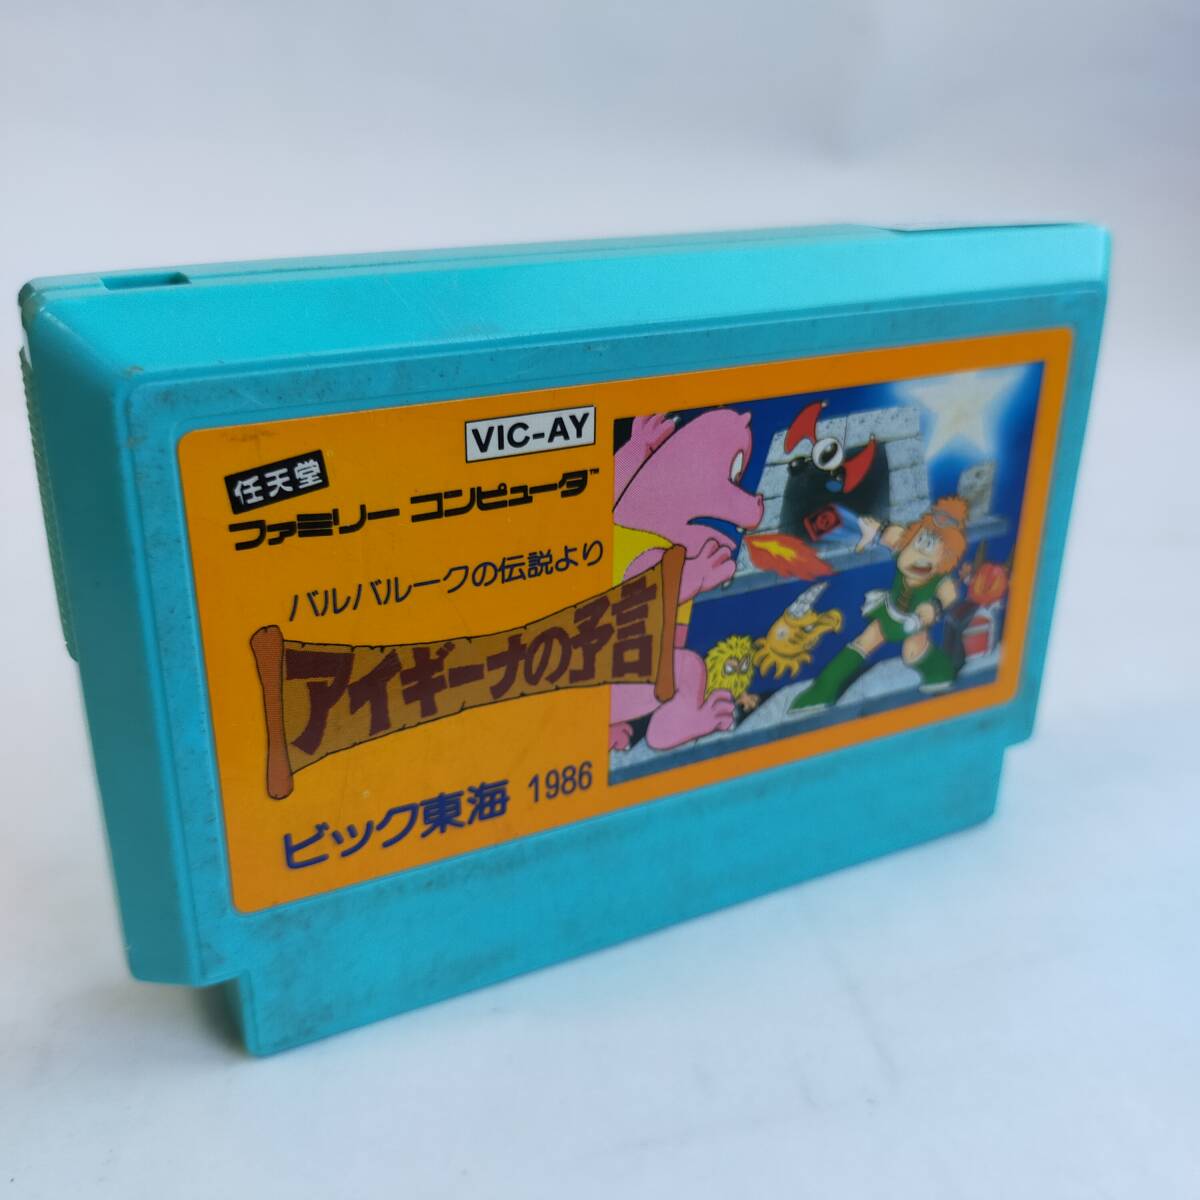 VIC-AY
任天堂
ファミリー コンピュータ™
バルバルークの伝説より
アイギーナの予言
ビック東海 1986